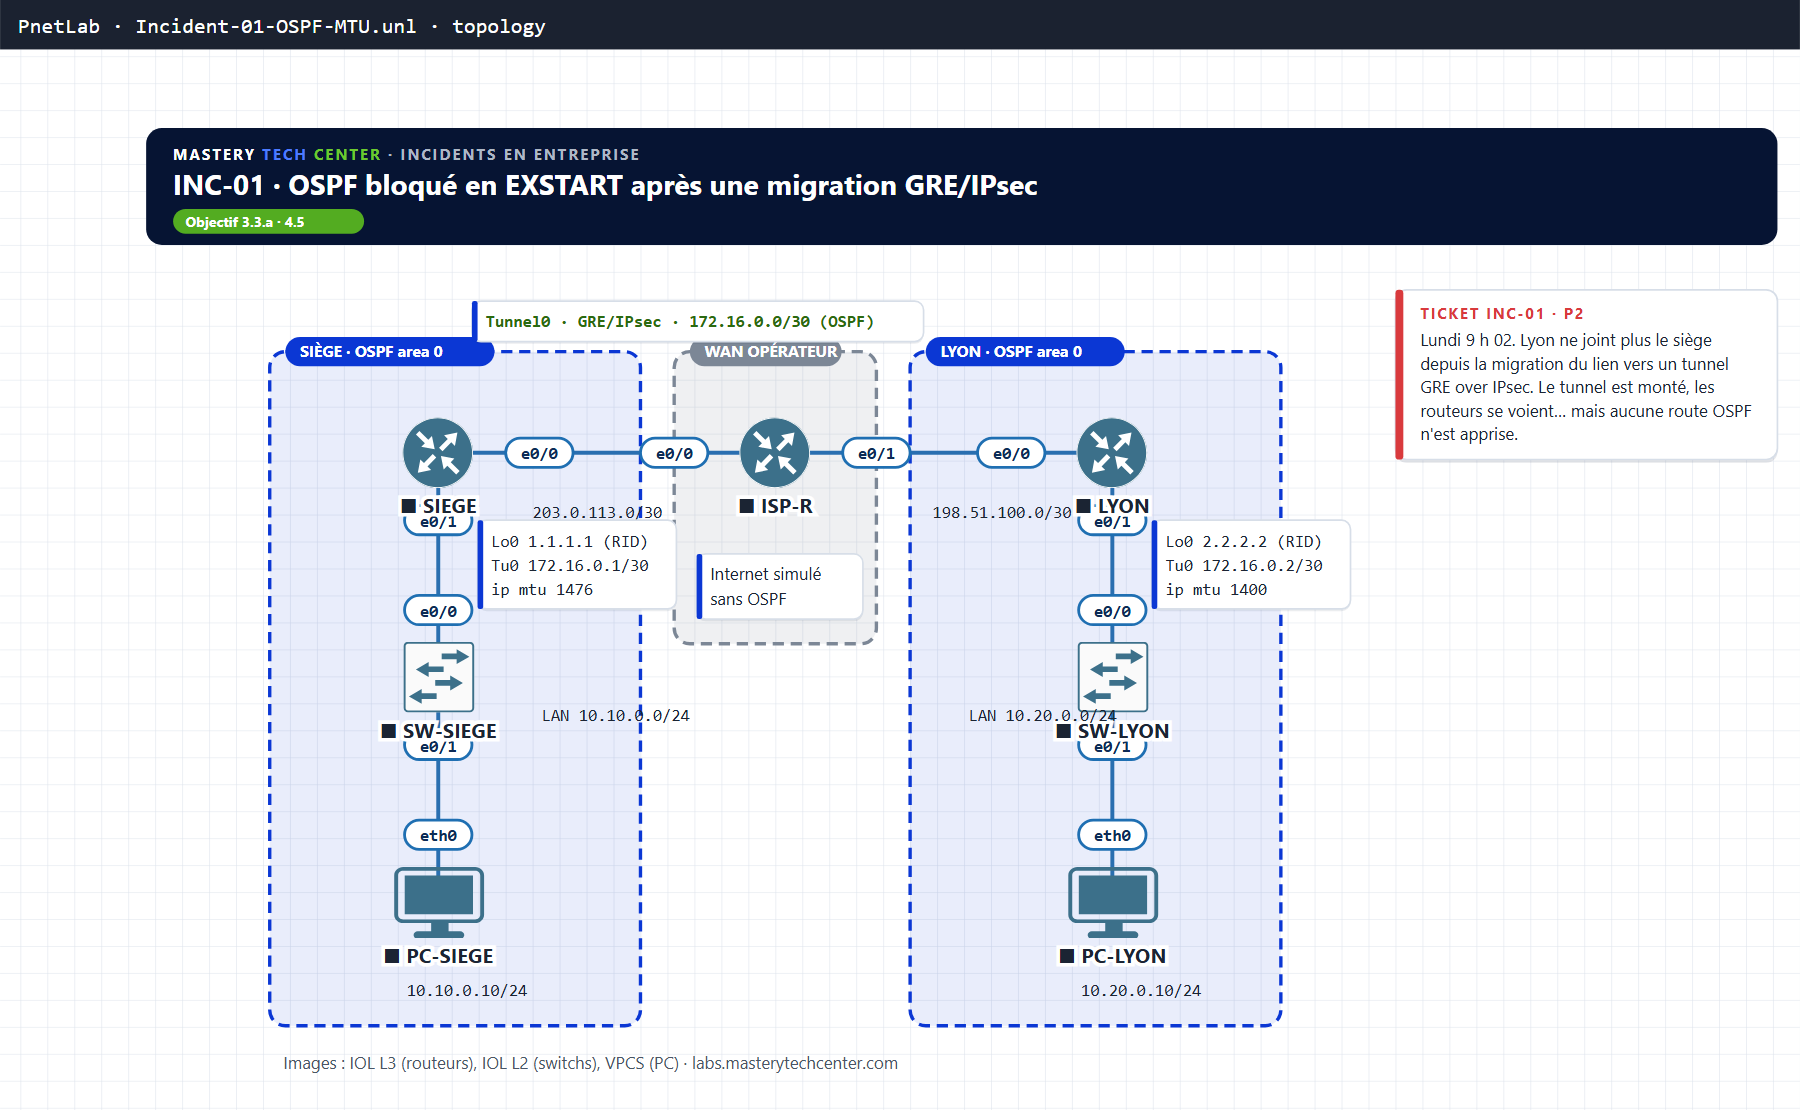 PnetLab · Incident-01-OSPF-MTU.unl · topology
MASTERY TECH CENTER · INCIDENTS EN ENTREPRISE
INC-01 · OSPF bloqué en EXSTART après une migration GRE/IPsec
Objectif 3.3.a · 4.5
Tunnel0 · GRE/IPsec · 172.16.0.0/30 (OSPF)
SIÈGE · OSPF area 0
WAN OPÉRATEUR
LYON · OSPF area 0
TICKET INC-01 · P2
Lundi 9 h 02. Lyon ne joint plus le siège
depuis la migration du lien vers un tunnel
GRE over IPsec. Le tunnel est monté, les
routeurs se voient... mais aucune route OSPF
n'est apprise.
e0/0
e0/0
e0/1
e0/0
SIEGE
ISP-R
LYON
203.0.113.0/30
198.51.100.0/30
e0/1
e0/1
Lo0 1.1.1.1 (RID)
Tu0 172.16.0.1/30
ip mtu 1476
Internet simulé
sans OSPF
Lo0 2.2.2.2 (RID)
Tu0 172.16.0.2/30
ip mtu 1400
e0/0
e0/0
LAN 10.10.0.0/24
LAN 10.20.0.0/24
SW-SIEGE
SW-LYON
e0/1
e0/1
eth0
eth0
PC-SIEGE
PC-LYON
10.10.0.10/24
10.20.0.10/24
Images : IOL L3 (routeurs), IOL L2 (switchs), VPCS (PC) · labs.masterytechcenter.com